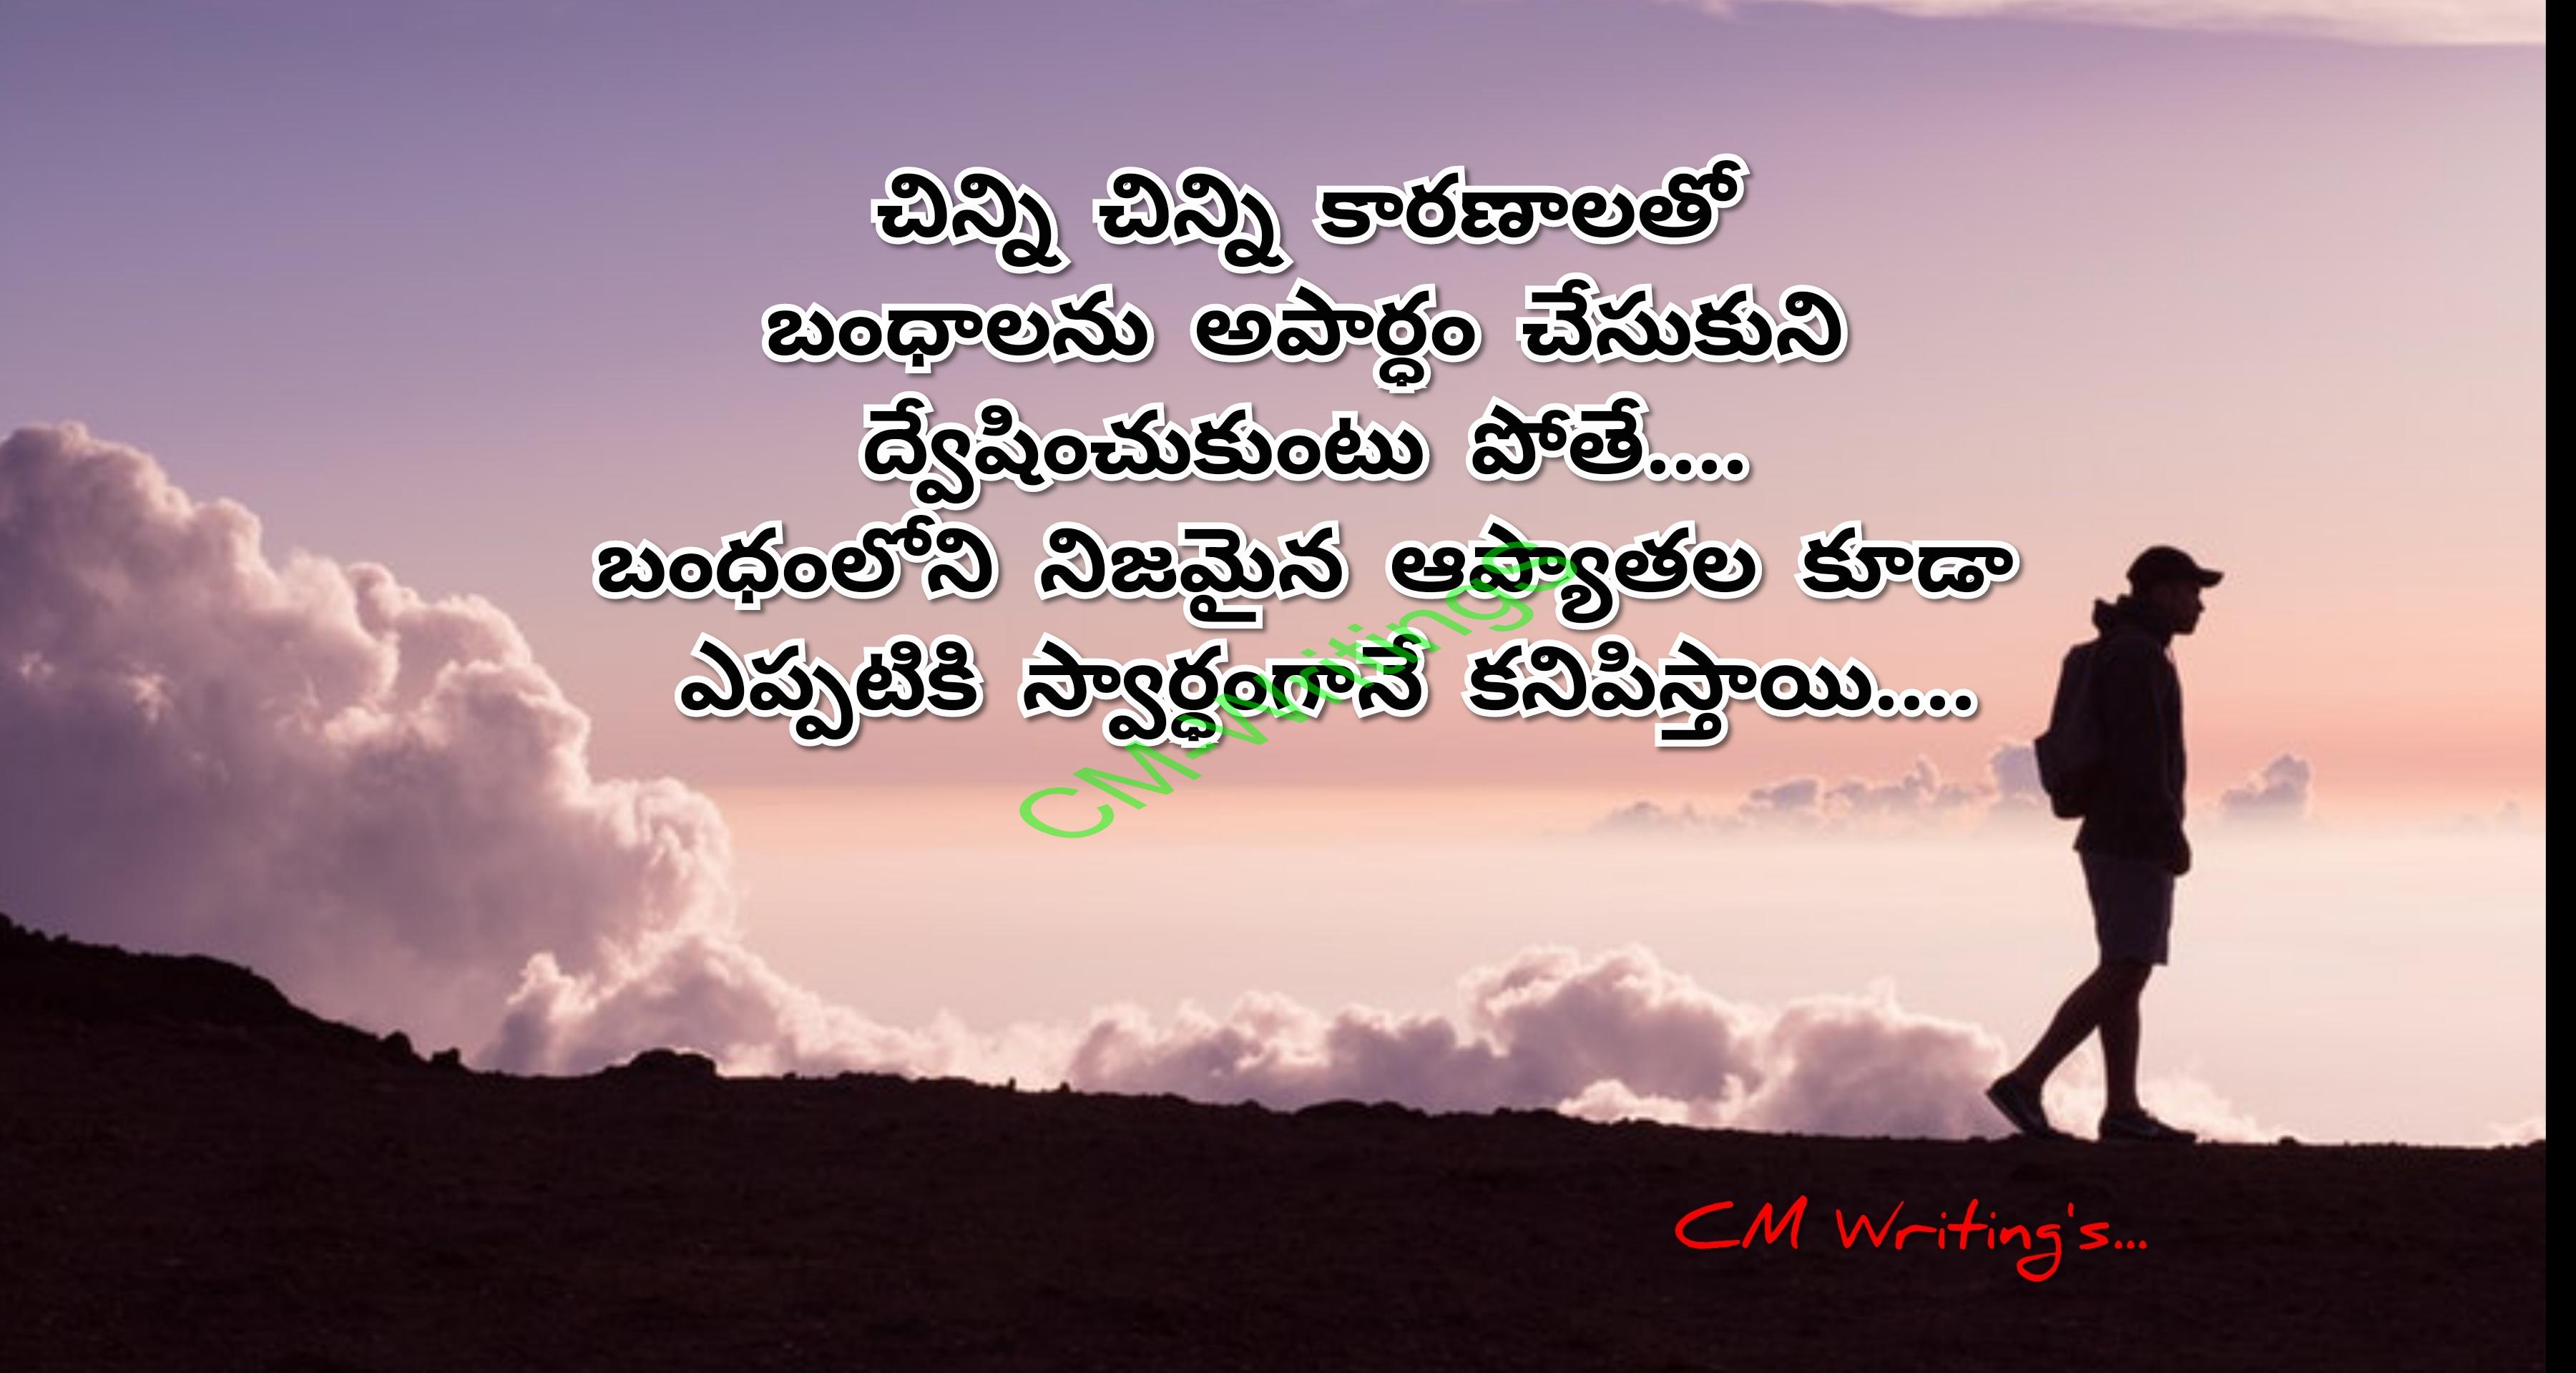 చిన్ని చిన్ని కారణాలతో
బంధాలను అపార్ధం చేసుకుని
ద్వేషించుకుంటు పోతే....
బంధంలోని నిజమైన ఆప్యాతల కూడా
ఎప్పటికి స్వార్ధంగానే కనిపిస్తాయి....
CM-Writings
CM Writing's...